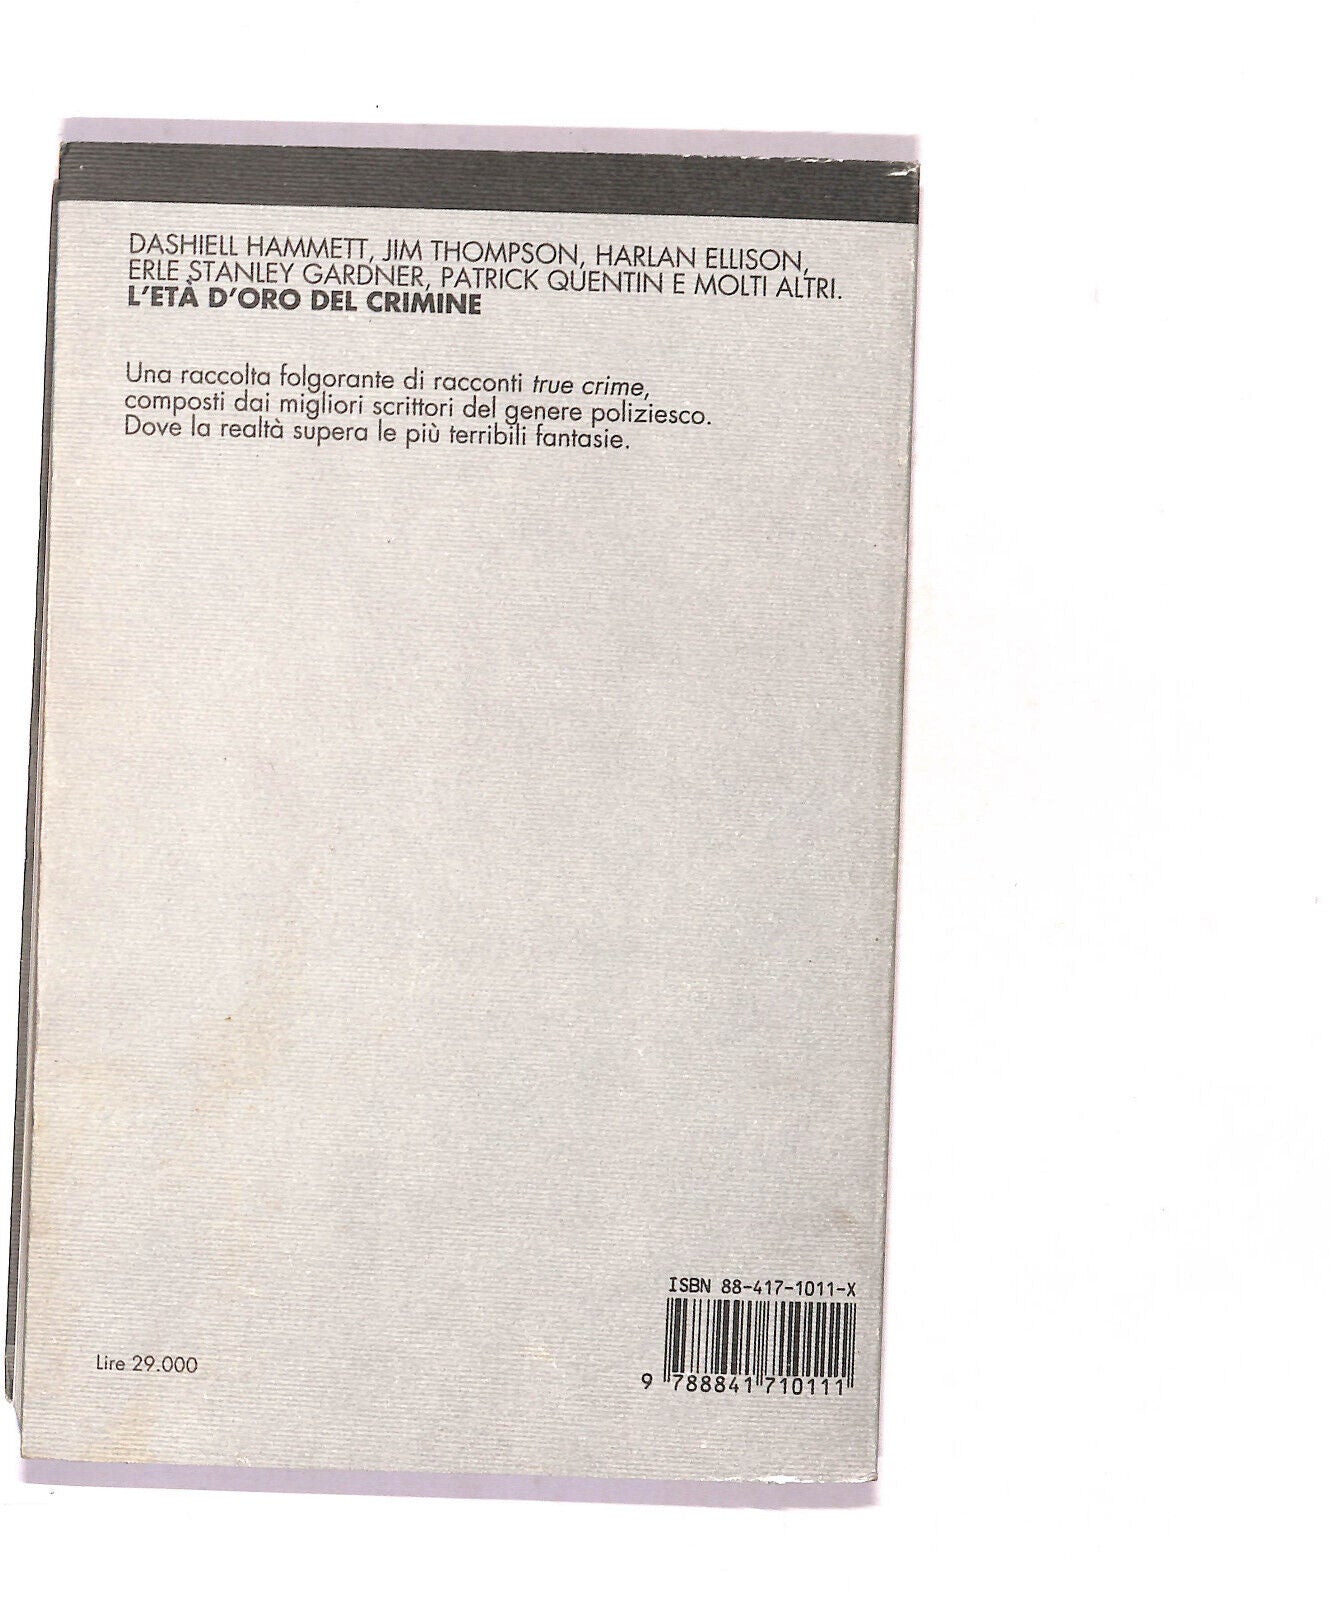 DASHIELL HAMMETT, JIM THOMPSON, HARLAN ELLISON,
ERLE STANLEY GARDNER, PATRICK QUENTIN E MOLTI ALTRI.
L'ETÀ D'ORO DEL CRIMINE
Una raccolta folgorante di racconti true crime,
composti dai migliori scrittori del genere poliziesco.
Dove la realtà supera le più terribili fantasie.
ISBN 88-417-1011-X
Lire 29.000
9 788841 710111